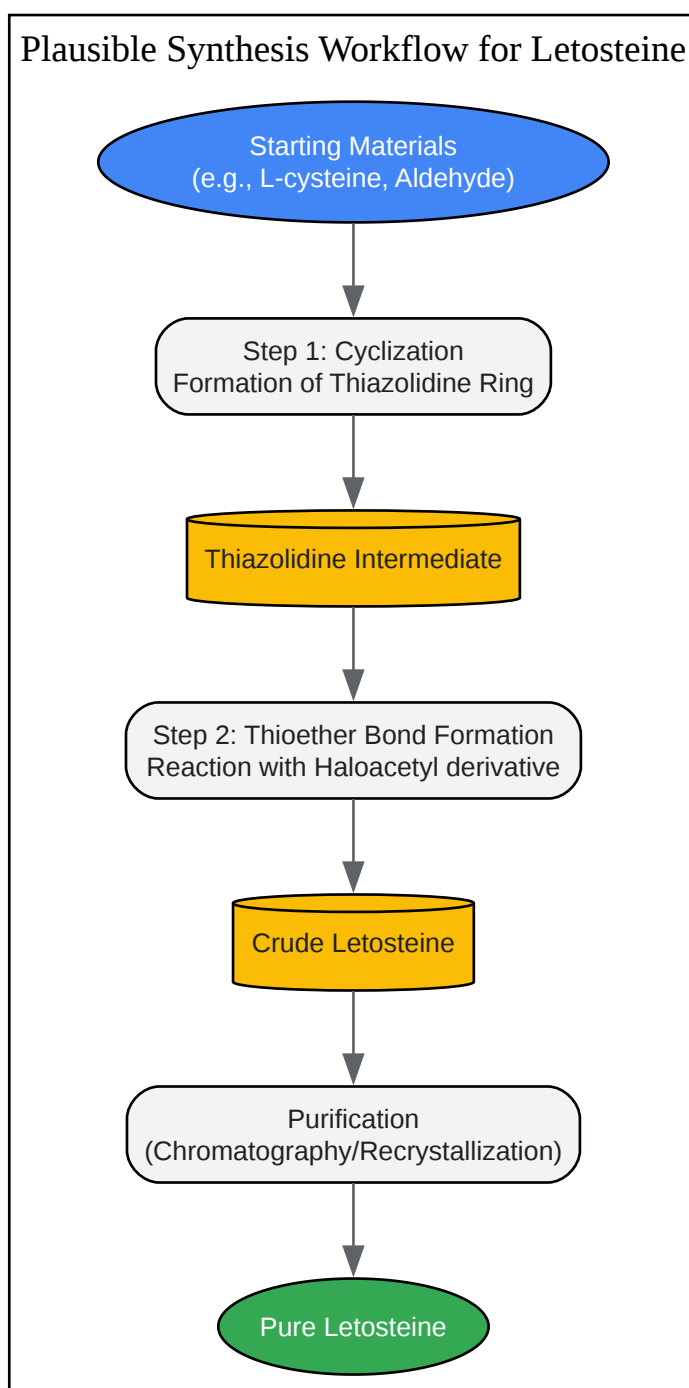 Plausible Synthesis Workflow for Letosteine
Starting Materials
(e.g., L-cysteine, Aldehyde)
Step 1: Cyclization
Formation of Thiazolidine Ring
Thiazolidine Intermediate
Step 2: Thioether Bond Formation
Reaction with Haloacetyl derivative
Crude Letosteine
Purification
(Chromatography/Recrystallization)
Pure Letosteine